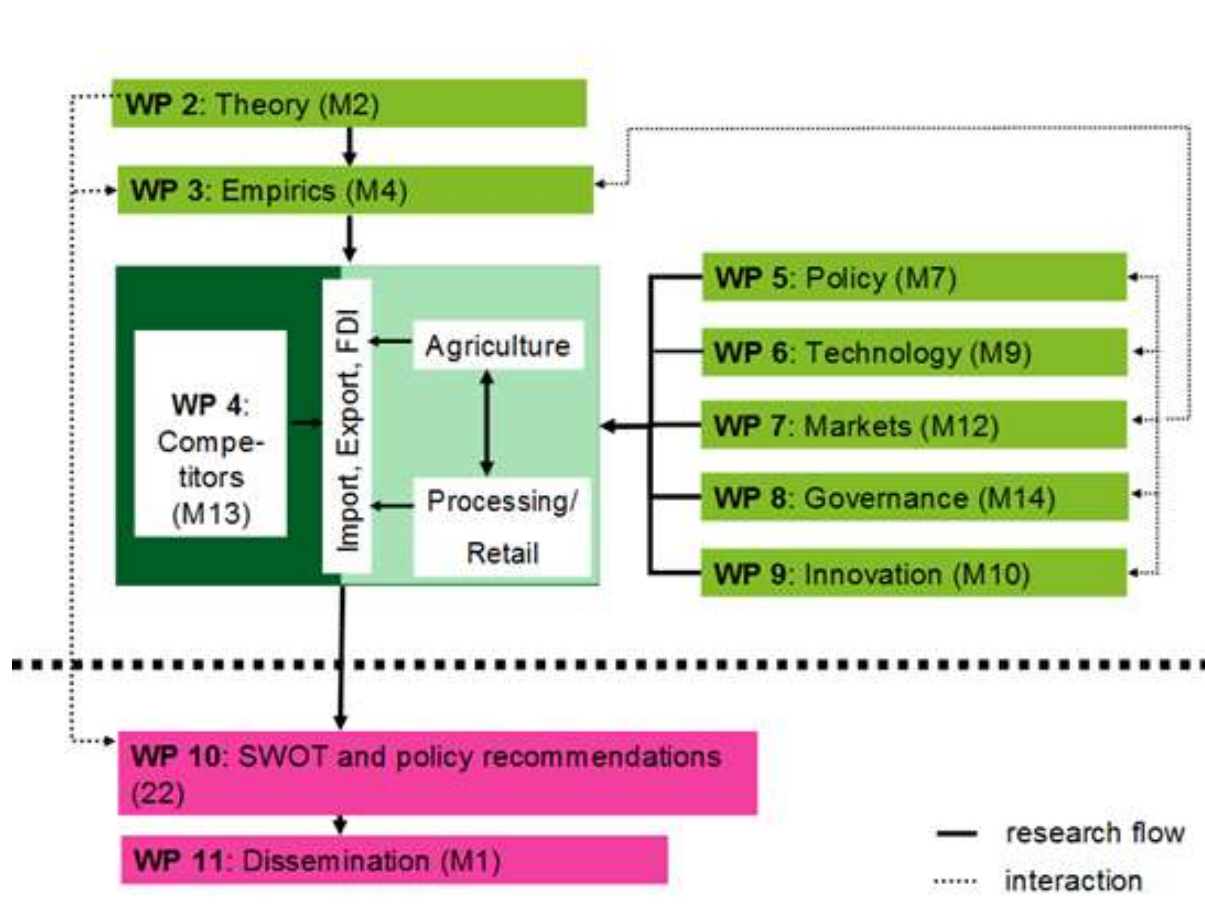 WP 2: Theory (M2)
WP 3: Empirics (M4)
WP 4:
Compe-
titors
(M13)
Import, Export, FDI
Agriculture
Processing/
Retail
WP 5: Policy (M7)
WP 6: Technology (M9)
WP 7: Markets (M12)
WP 8: Governance (M14)
WP 9: Innovation (M10)
WP 10: SWOT and policy recommendations
(22)
WP 11: Dissemination (M1)
research flow
interaction